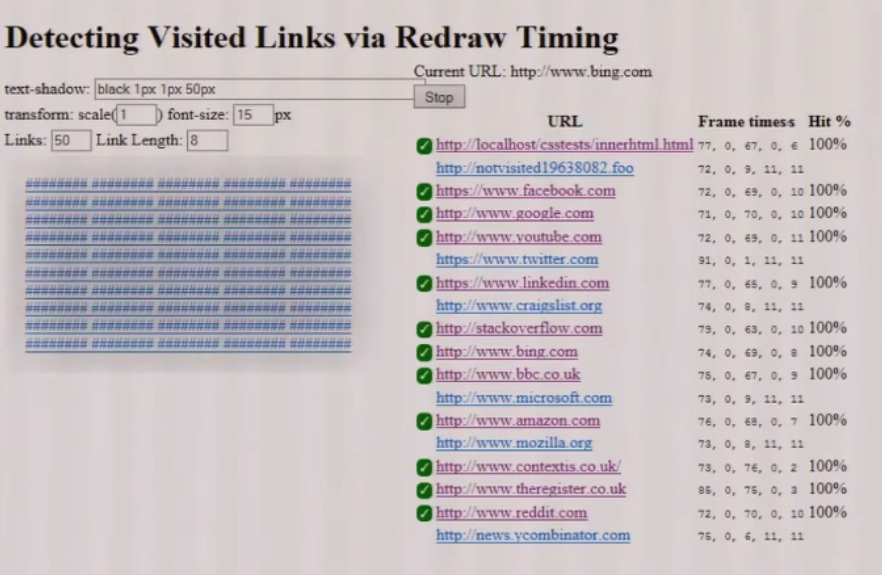 Detecting Visited Links via Redraw Timing
text-shadow: black 1px 1px 50px
transform: scale( 1 ) font-size: 15 px
Links: 50 Link Length: 8
######## ######## ######## ######## ########
######## ######## ######## ######## ########
######## ######## ######## ######## ########
######## ######## ######## ######## ########
######## ######## ######## ######## ########
######## ######## ######## ######## ########
######## ######## ######## ######## ########
######## ######## ######## ######## ########
######## ######## ######## ######## ########
######## ######## ######## ######## ########
Current URL: http://www.bing.com
Stop
URL Frame times Hit %
http://localhost/csstests/innerhtml.html 77, 0, 67, 0, 6 100%
http://notvisited19638082.foo 72, 0, 9, 11, 11
https://www.facebook.com 72, 0, 69, 0, 10 100%
http://www.google.com 71, 0, 70, 0, 10 100%
http://www.youtube.com 72, 0, 69, 0, 11 100%
https://www.twitter.com 91, 0, 1, 11, 11
https://www.linkedin.com 77, 0, 65, 0, 9 100%
http://www.craigslist.org 74, 0, 8, 11, 11
http://stackoverflow.com 79, 0, 63, 0, 10 100%
http://www.bing.com 74, 0, 69, 0, 8 100%
http://www.bbc.co.uk 75, 0, 67, 0, 9 100%
http://www.microsoft.com 73, 0, 9, 11, 11
http://www.amazon.com 76, 0, 68, 0, 7 100%
http://www.mozilla.org 73, 0, 8, 11, 11
http://www.contextis.co.uk/ 73, 0, 76, 0, 2 100%
http://www.theregister.co.uk 85, 0, 75, 0, 3 100%
http://www.reddit.com 72, 0, 70, 0, 10 100%
http://news.ycombinator.com 75, 0, 6, 11, 11